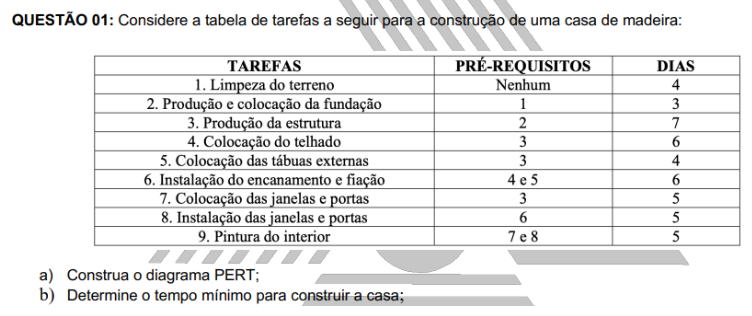 QUESTÃO 01: Considere a tabela de tarefas a seguir para a construção de uma casa de madeira:
TAREFAS PRÉ-REQUISITOS DIAS
1. Limpeza do terreno Nenhum 4
2. Produção e colocação da fundação 1 3
3. Produção da estrutura 2 7
4. Colocação do telhado 3 6
5. Colocação das tábuas externas 3 4
6. Instalação do encanamento e fiação 4 e 5 6
7. Colocação das janelas e portas 3 5
8. Instalação das janelas e portas 6 5
9. Pintura do interior 7 e 8 5
a) Construa o diagrama PERT;
b) Determine o tempo mínimo para construir a casa;